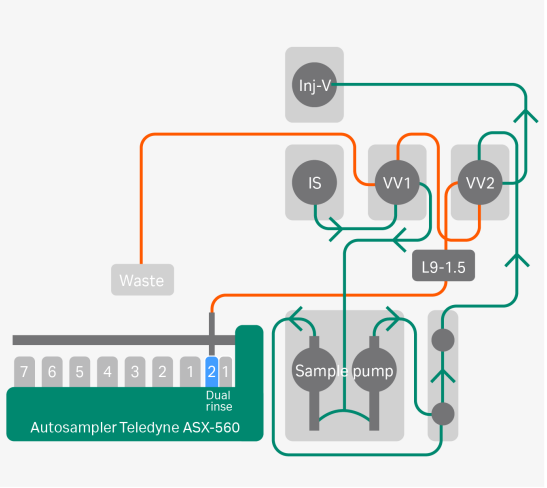 Inj-V
IS
VV1
VV2
L9-1.5
Waste
Sample pump
7 6 5 4 3 2 1 2 1
Dual
rinse
Autosampler Teledyne ASX-560